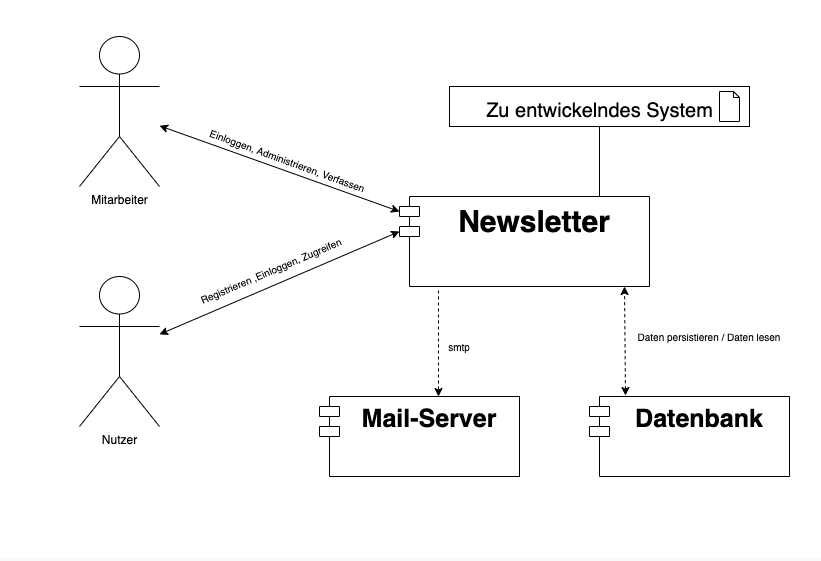 Zu entwickelndes System
Einloggen, Administrieren, Verfassen
Mitarbeiter
Newsletter
Registrieren ,Einloggen, Zugreifen
smtp
Daten persistieren / Daten lesen
Mail-Server
Datenbank
Nutzer